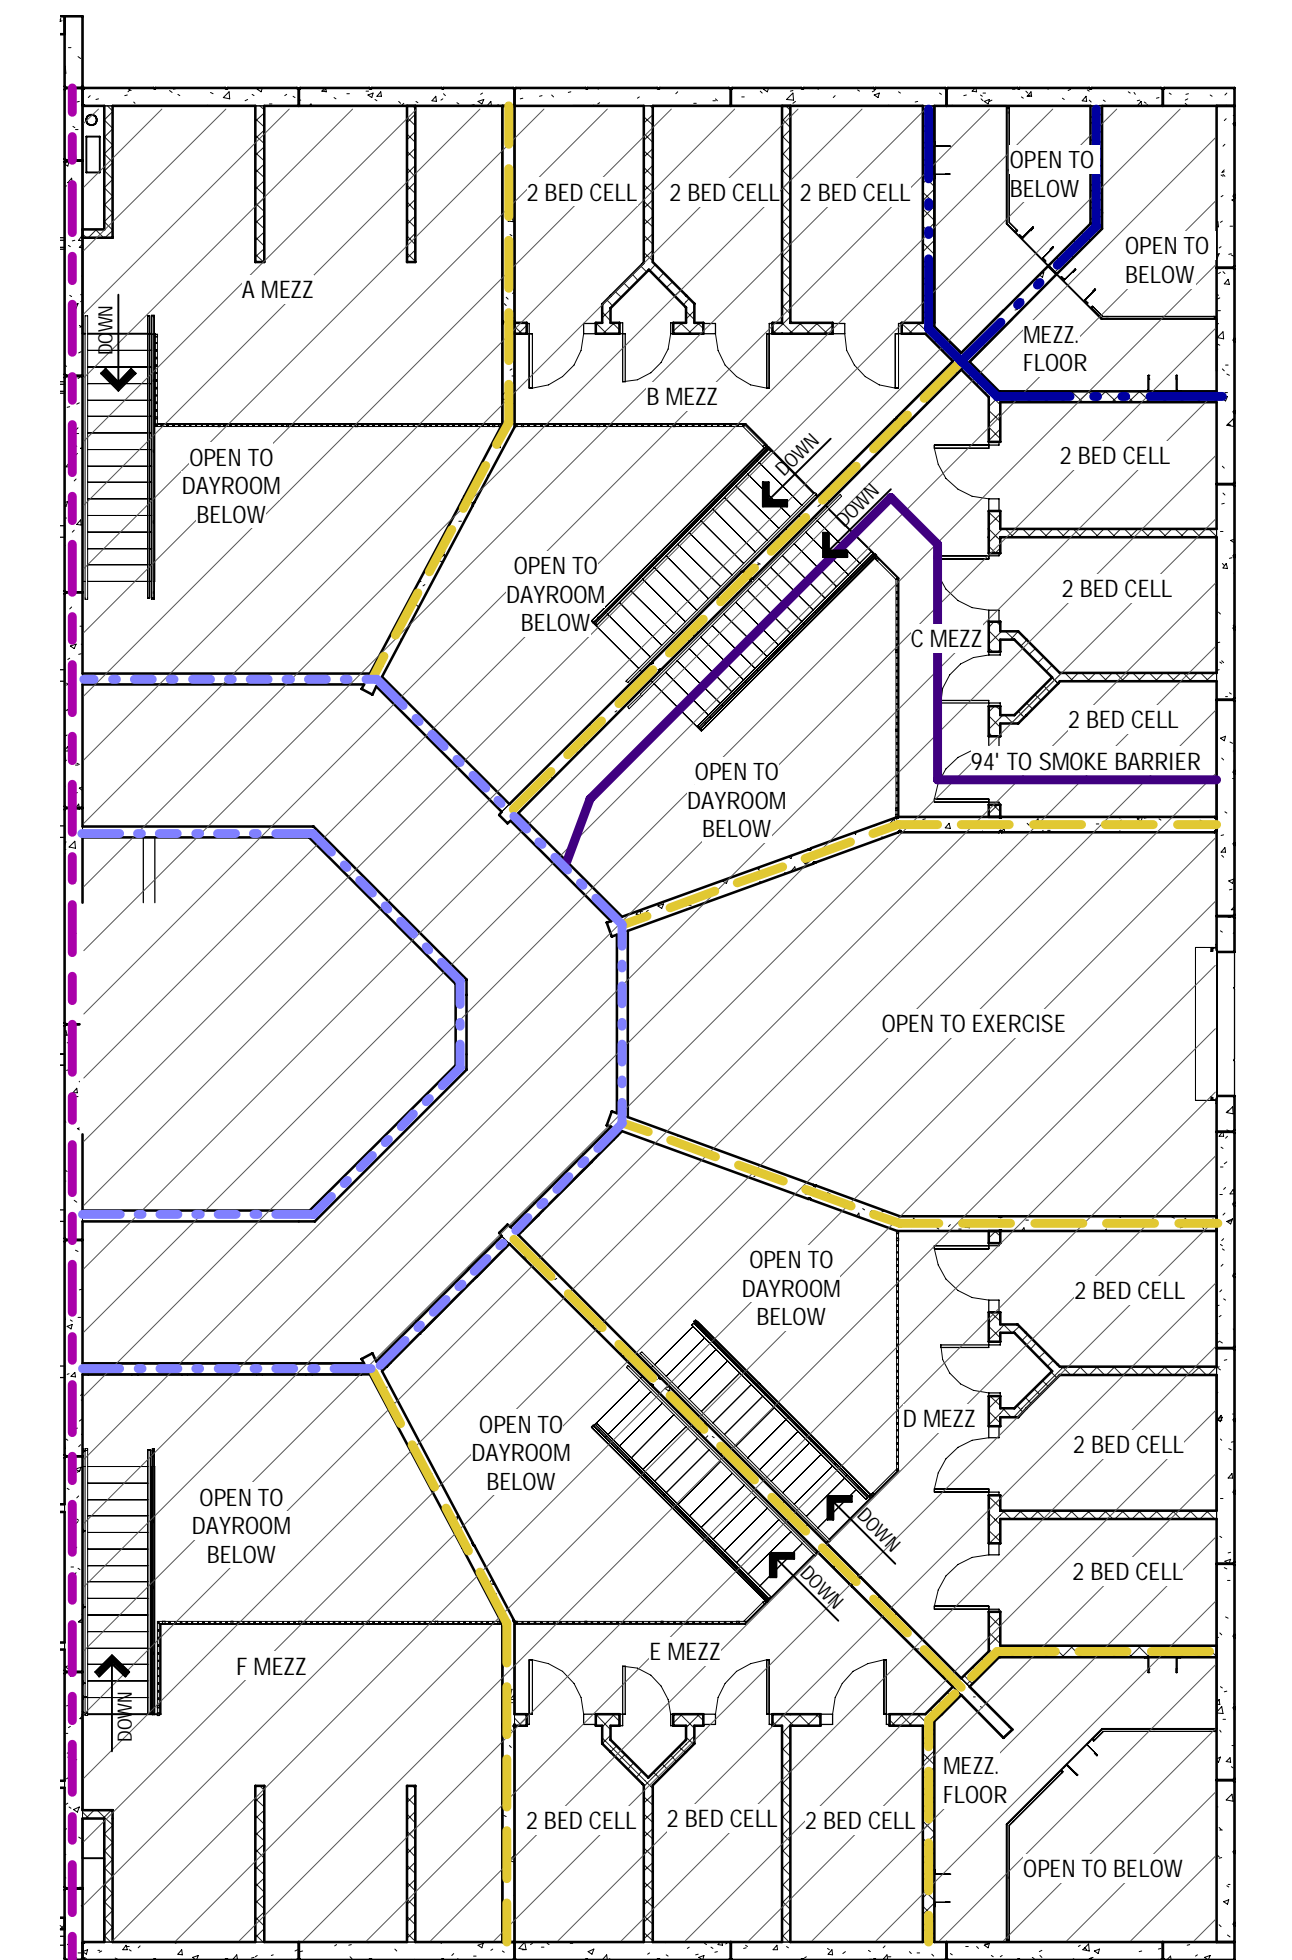 OPEN TO
BELOW
2 BED CELL
2 BED CELL
2 BED CELL
OPEN TO
BELOW
A MEZZ
DOWN
MEZZ.
FLOOR
B MEZZ
DOWN
2 BED CELL
OPEN TO
DAYROOM
BELOW
DOWN
OPEN TO
DAYROOM
BELOW
2 BED CELL
C MEZZ
2 BED CELL
94' TO SMOKE BARRIER
OPEN TO
DAYROOM
BELOW
OPEN TO EXERCISE
OPEN TO
DAYROOM
BELOW
2 BED CELL
D MEZZ
OPEN TO
DAYROOM
BELOW
2 BED CELL
OPEN TO
DAYROOM
BELOW
DOWN
2 BED CELL
DOWN
E MEZZ
F MEZZ
DOWN
MEZZ.
FLOOR
2 BED CELL
2 BED CELL
2 BED CELL
OPEN TO BELOW